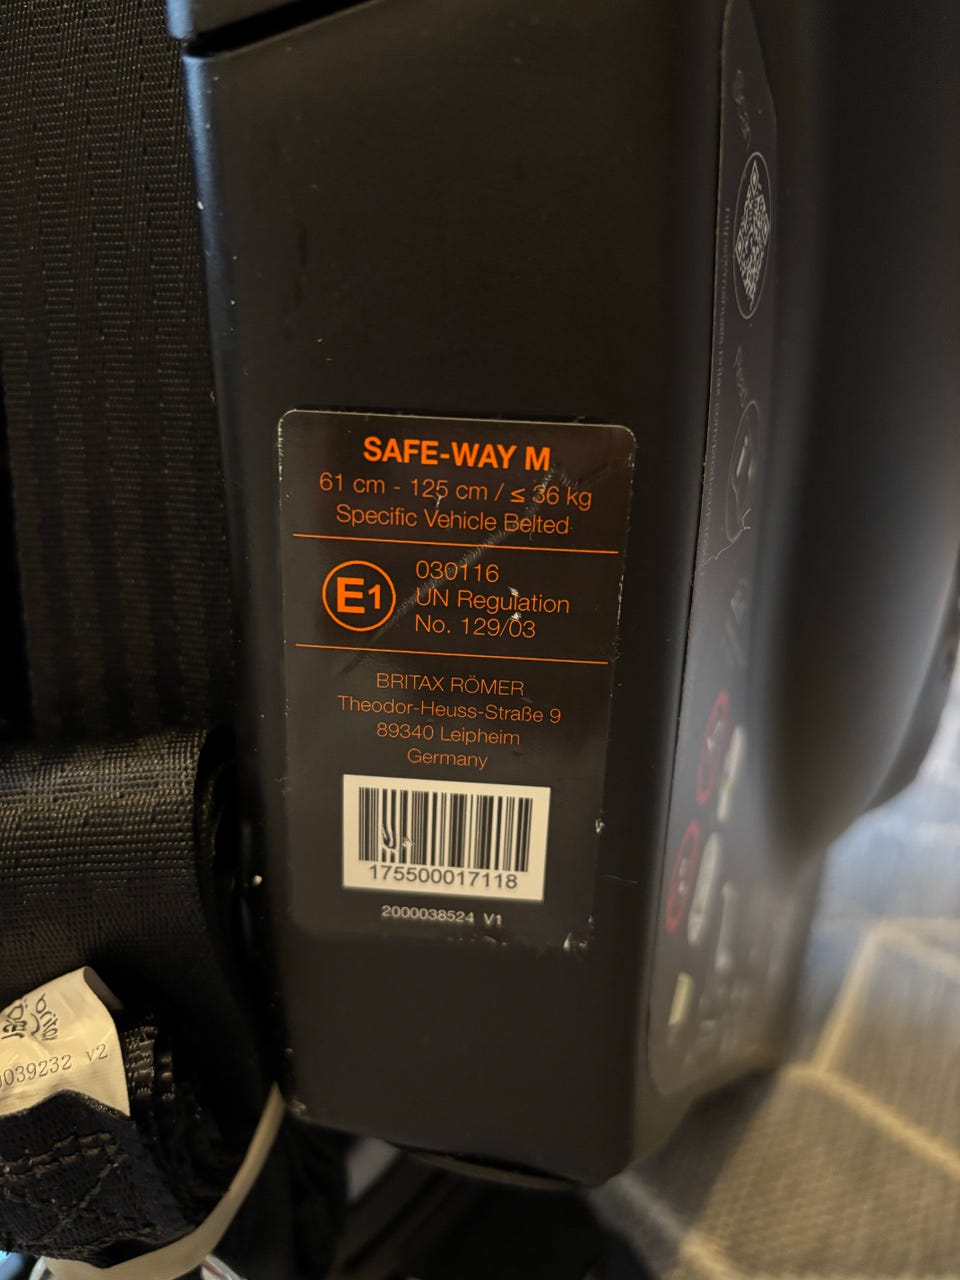 SAFE-WAY M
61 cm - 125 cm / ≤ 36 kg
Specific Vehicle Belted
E1
030116
UN Regulation
No. 129/03
BRITAX RÖMER
Theodor-Heuss-Straße 9
89340 Leipheim
Germany
175500017118
2000038524 V1
039232 v2